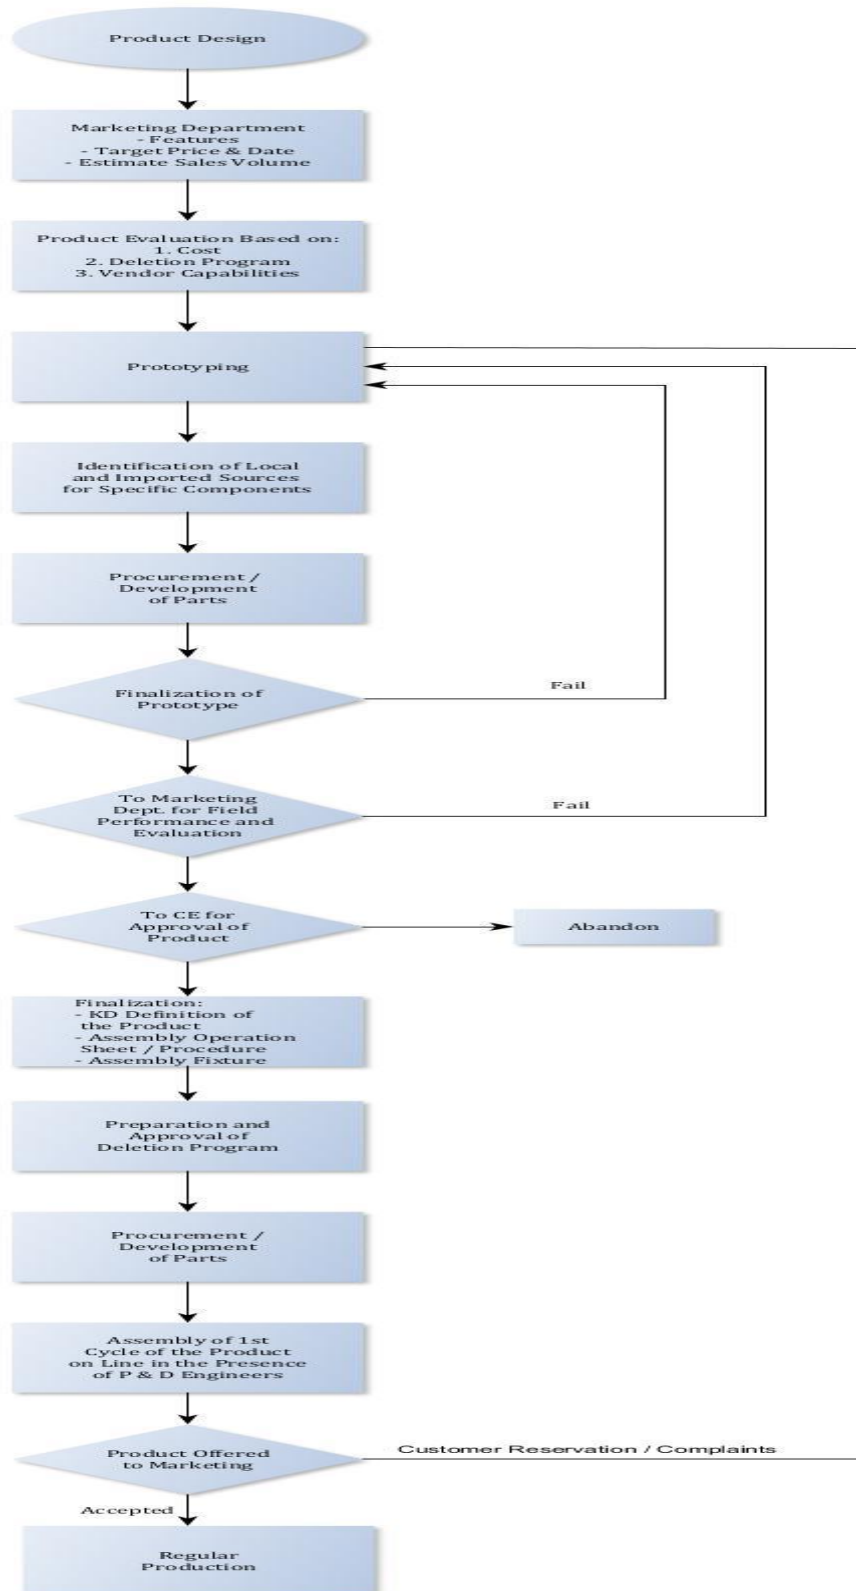 Product Design
Marketing Department
- Features
- Target Price & Date
- Estimate Sales Volume
Product Evaluation Based on:
1. Cost
2. Deletion Program
3. Vendor Capabilities
Prototyping
Identification of Local
and Imported Sources
for Specific Components
Procurement /
Development
of Parts
Finalization of
Prototype
Fail
To Marketing
Dept. for Field
Performance and
Evaluation
Fail
To CE for
Approval of
Product
Abandon
Finalization:
- KD Definition of
the Product
- Assembly Operation
Sheet / Procedure
- Assembly Fixture
Preparation and
Approval of
Deletion Program
Procurement /
Development
of Parts
Assembly of 1st
Cycle of the Product
on Line in the Presence
of P & D Engineers
Product Offered
to Marketing
Customer Reservation / Complaints
Accepted
Regular
Production